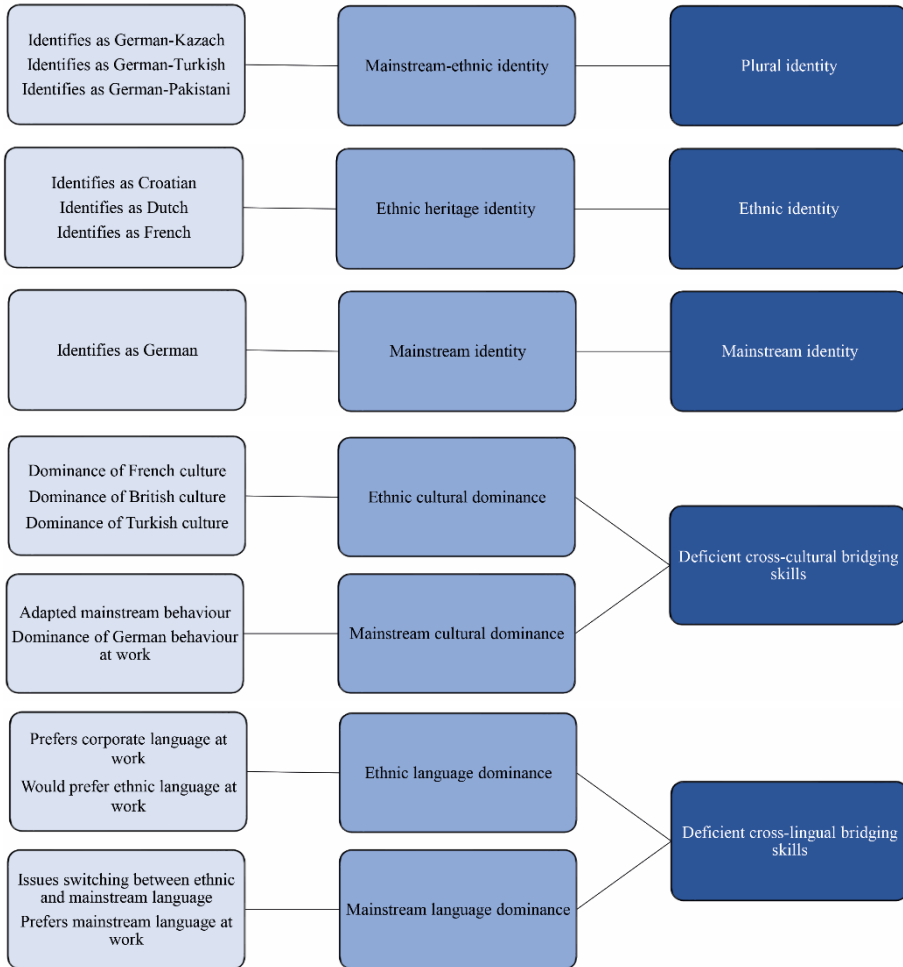 Identifies as German-Kazach
Identifies as German-Turkish
Identifies as German-Pakistani
Mainstream-ethnic identity
Plural identity
Identifies as Croatian
Identifies as Dutch
Identifies as French
Ethnic heritage identity
Ethnic identity
Identifies as German
Mainstream identity
Mainstream identity
Dominance of French culture
Dominance of British culture
Dominance of Turkish culture
Ethnic cultural dominance
Deficient cross-cultural bridging
skills
Adapted mainstream behaviour
Dominance of German behaviour
at work
Mainstream cultural dominance
Prefers corporate language at
work
Would prefer ethnic language at
work
Ethnic language dominance
Deficient cross-lingual bridging
skills
Issues switching between ethnic
and mainstream language
Prefers mainstream language at
work
Mainstream language dominance